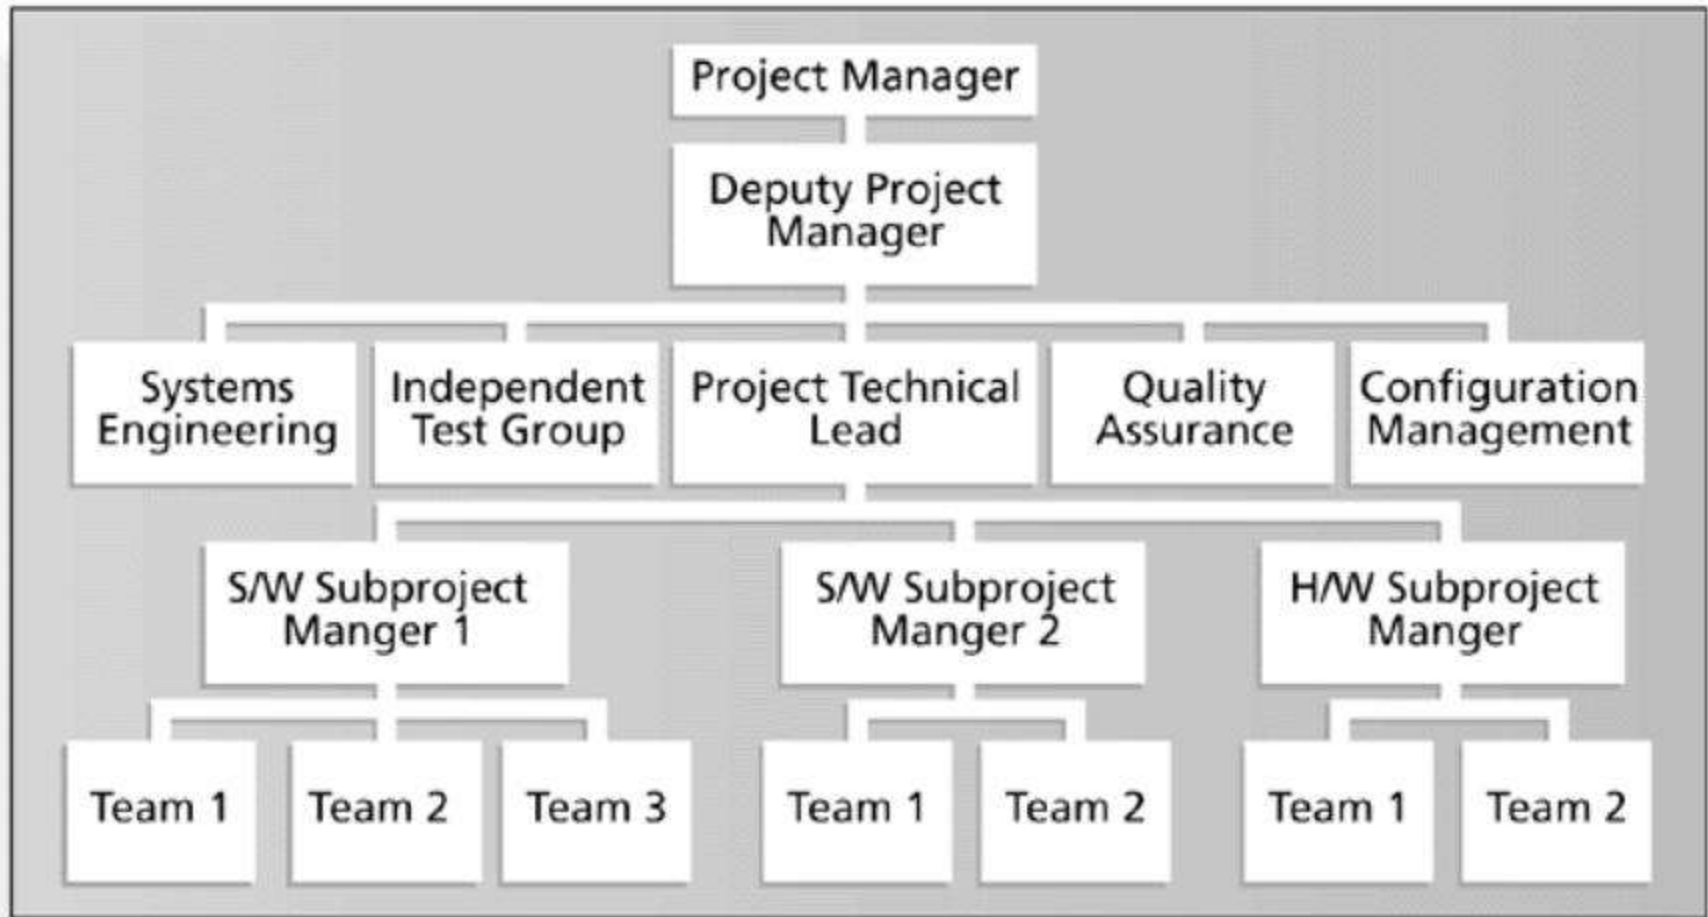 Project Manager
Deputy Project
Manager
Systems
Engineering
Independent
Test Group
Project Technical
Lead
Quality
Assurance
Configuration
Management
S/W Subproject
Manger 1
S/W Subproject
Manger 2
H/W Subproject
Manger
Team 1
Team 2
Team 3
Team 1
Team 2
Team 1
Team 2